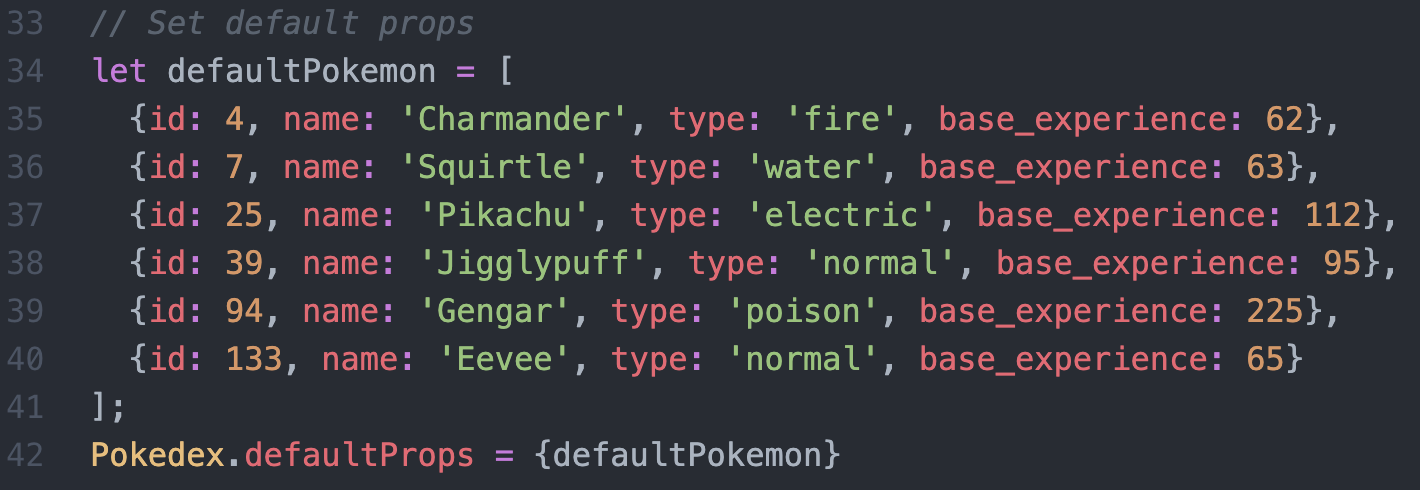 33 // Set default props
34 let defaultPokemon = [
35 {id: 4, name: 'Charmander', type: 'fire', base_experience: 62},
36 {id: 7, name: 'Squirtle', type: 'water', base_experience: 63},
37 {id: 25, name: 'Pikachu', type: 'electric', base_experience: 112},
38 {id: 39, name: 'Jigglypuff', type: 'normal', base_experience: 95},
39 {id: 94, name: 'Gengar', type: 'poison', base_experience: 225},
40 {id: 133, name: 'Eevee', type: 'normal', base_experience: 65}
41 ];
42 Pokedex.defaultProps = {defaultPokemon}